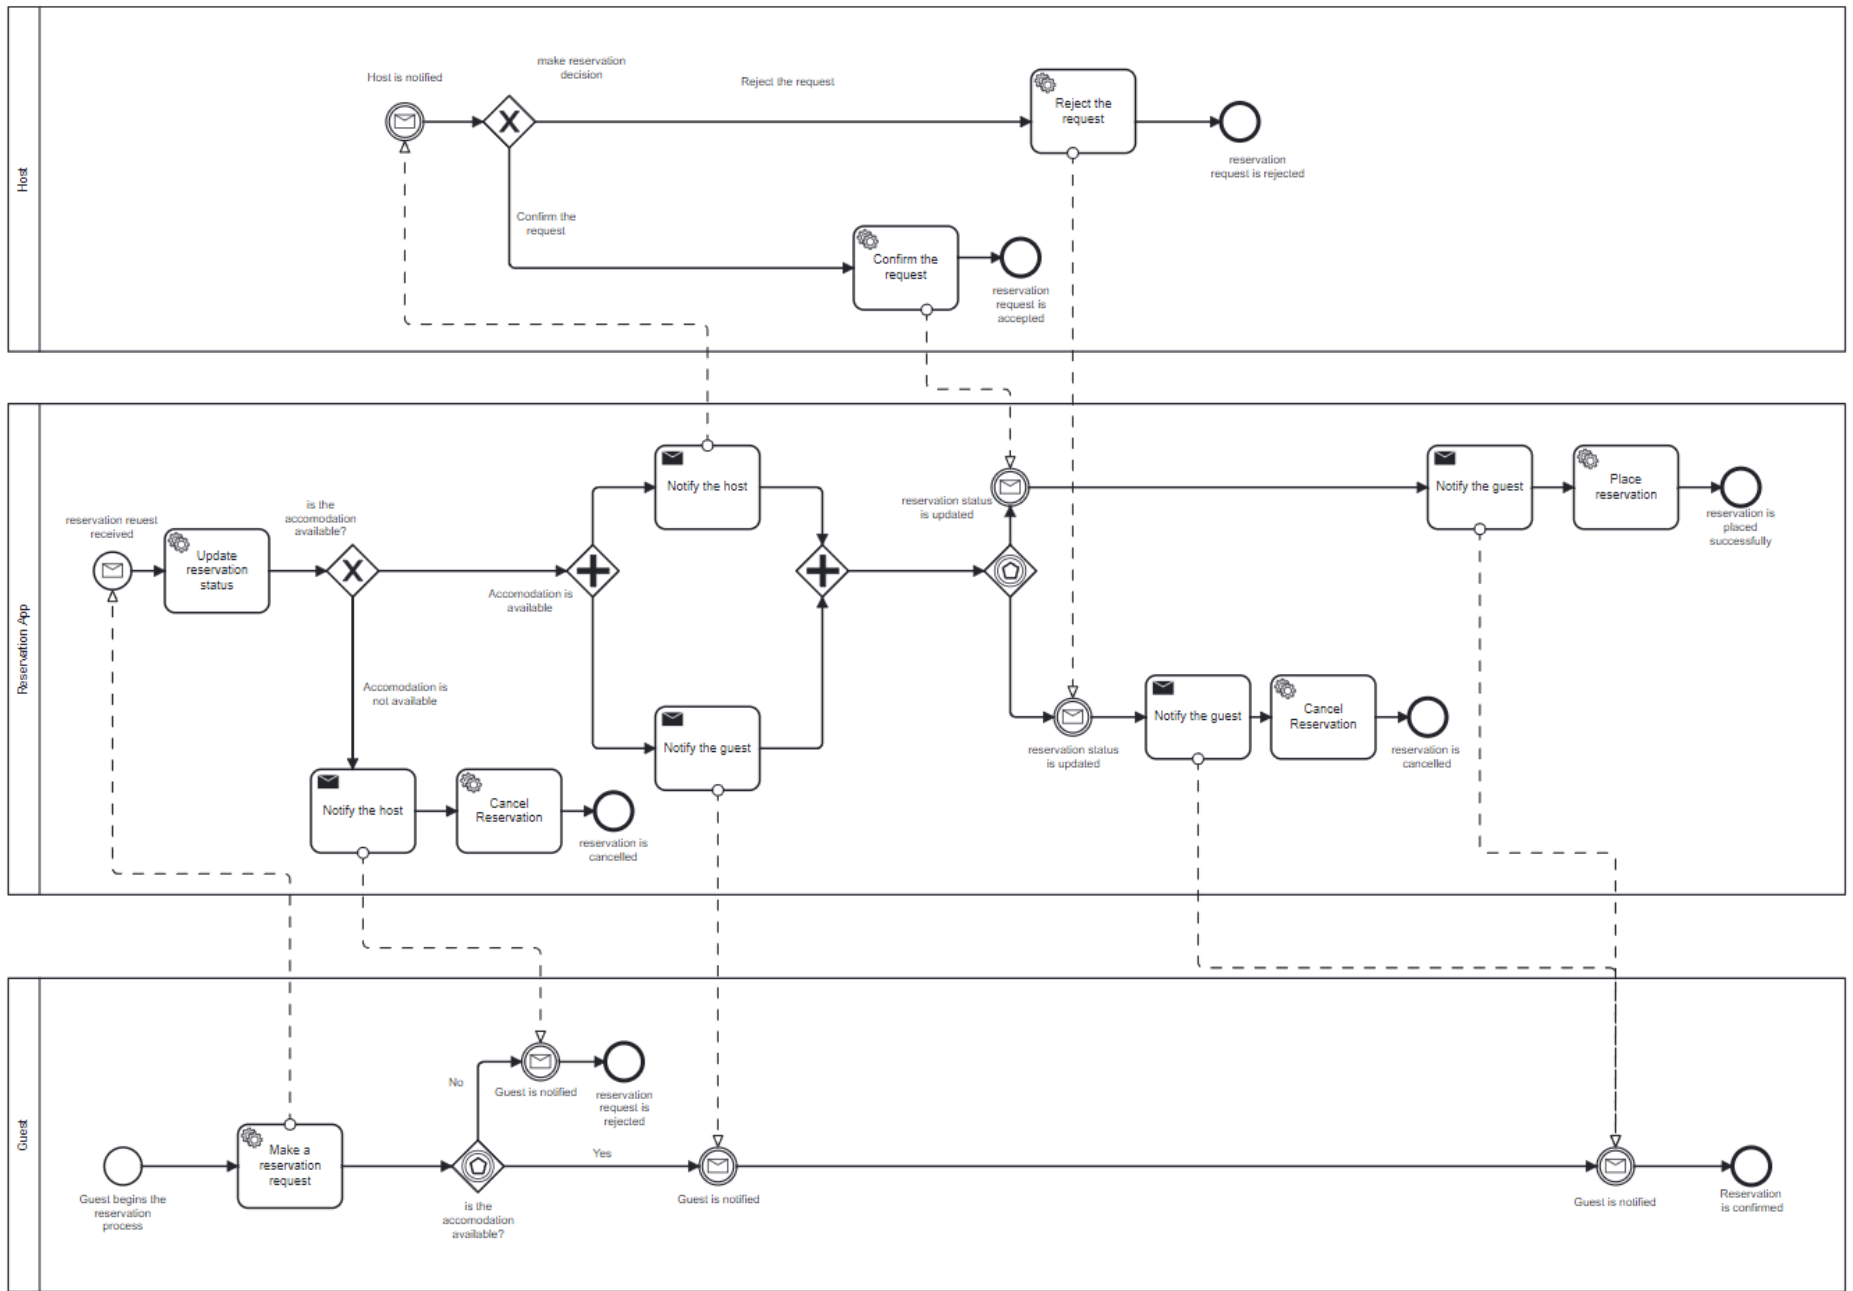 Host
Host is notified
make reservation
decision
Reject the request
Reject the
request
reservation
request is rejected
Confirm the
request
Confirm the
request
reservation
request is
accepted
Reservation App
reservation reuest
received
Update
reservation
status
is the
accomodation
available?
Accomodation is
available
Accomodation is
not available
Notify the host
Notify the guest
Notify the host
Cancel
Reservation
reservation is
cancelled
reservation status
is updated
reservation status
is updated
Notify the guest
Cancel
Reservation
reservation is
cancelled
Notify the guest
Place
reservation
reservation is
placed
successfully
Guest
Guest begins the
reservation
process
Make a
reservation
request
is the
accomodation
available?
No
Guest is notified
reservation
request is
rejected
Yes
Guest is notified
Guest is notified
Reservation
is confirmed